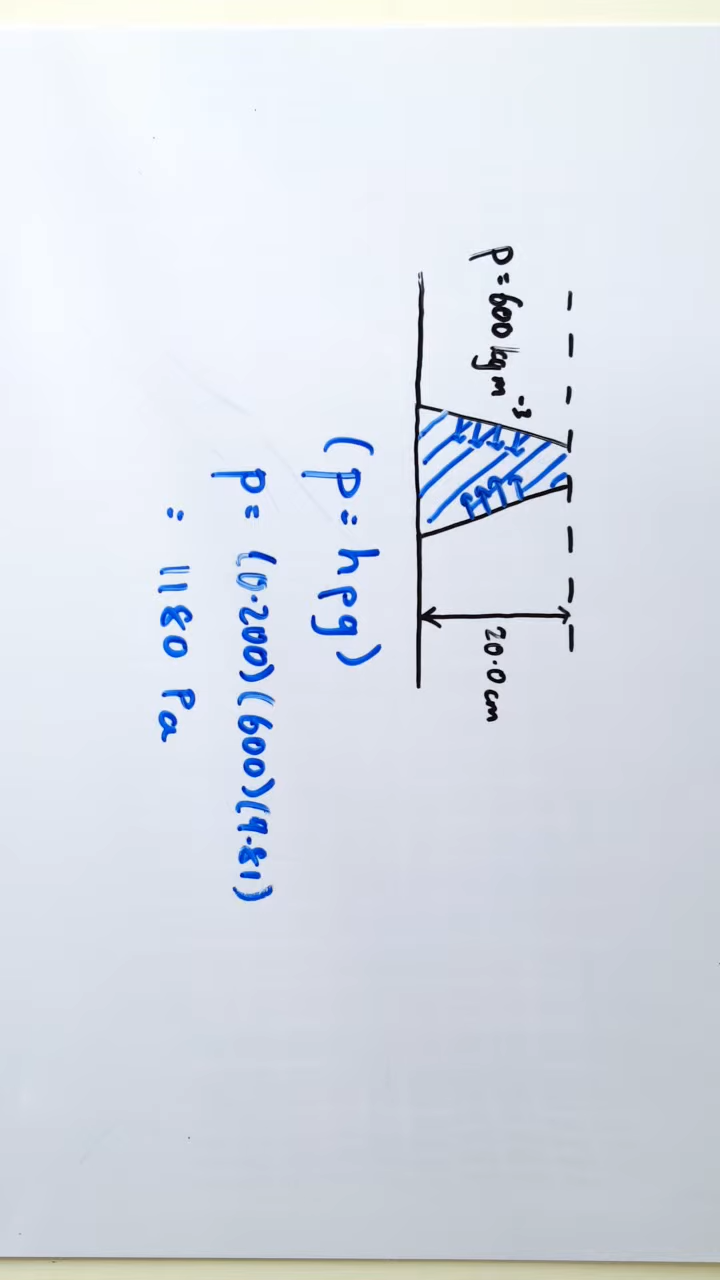 ρ = 600 kg m⁻³
20.0 cm
(p = hρg)
p = (0.200)(600)(9.81)
= 1180 Pa